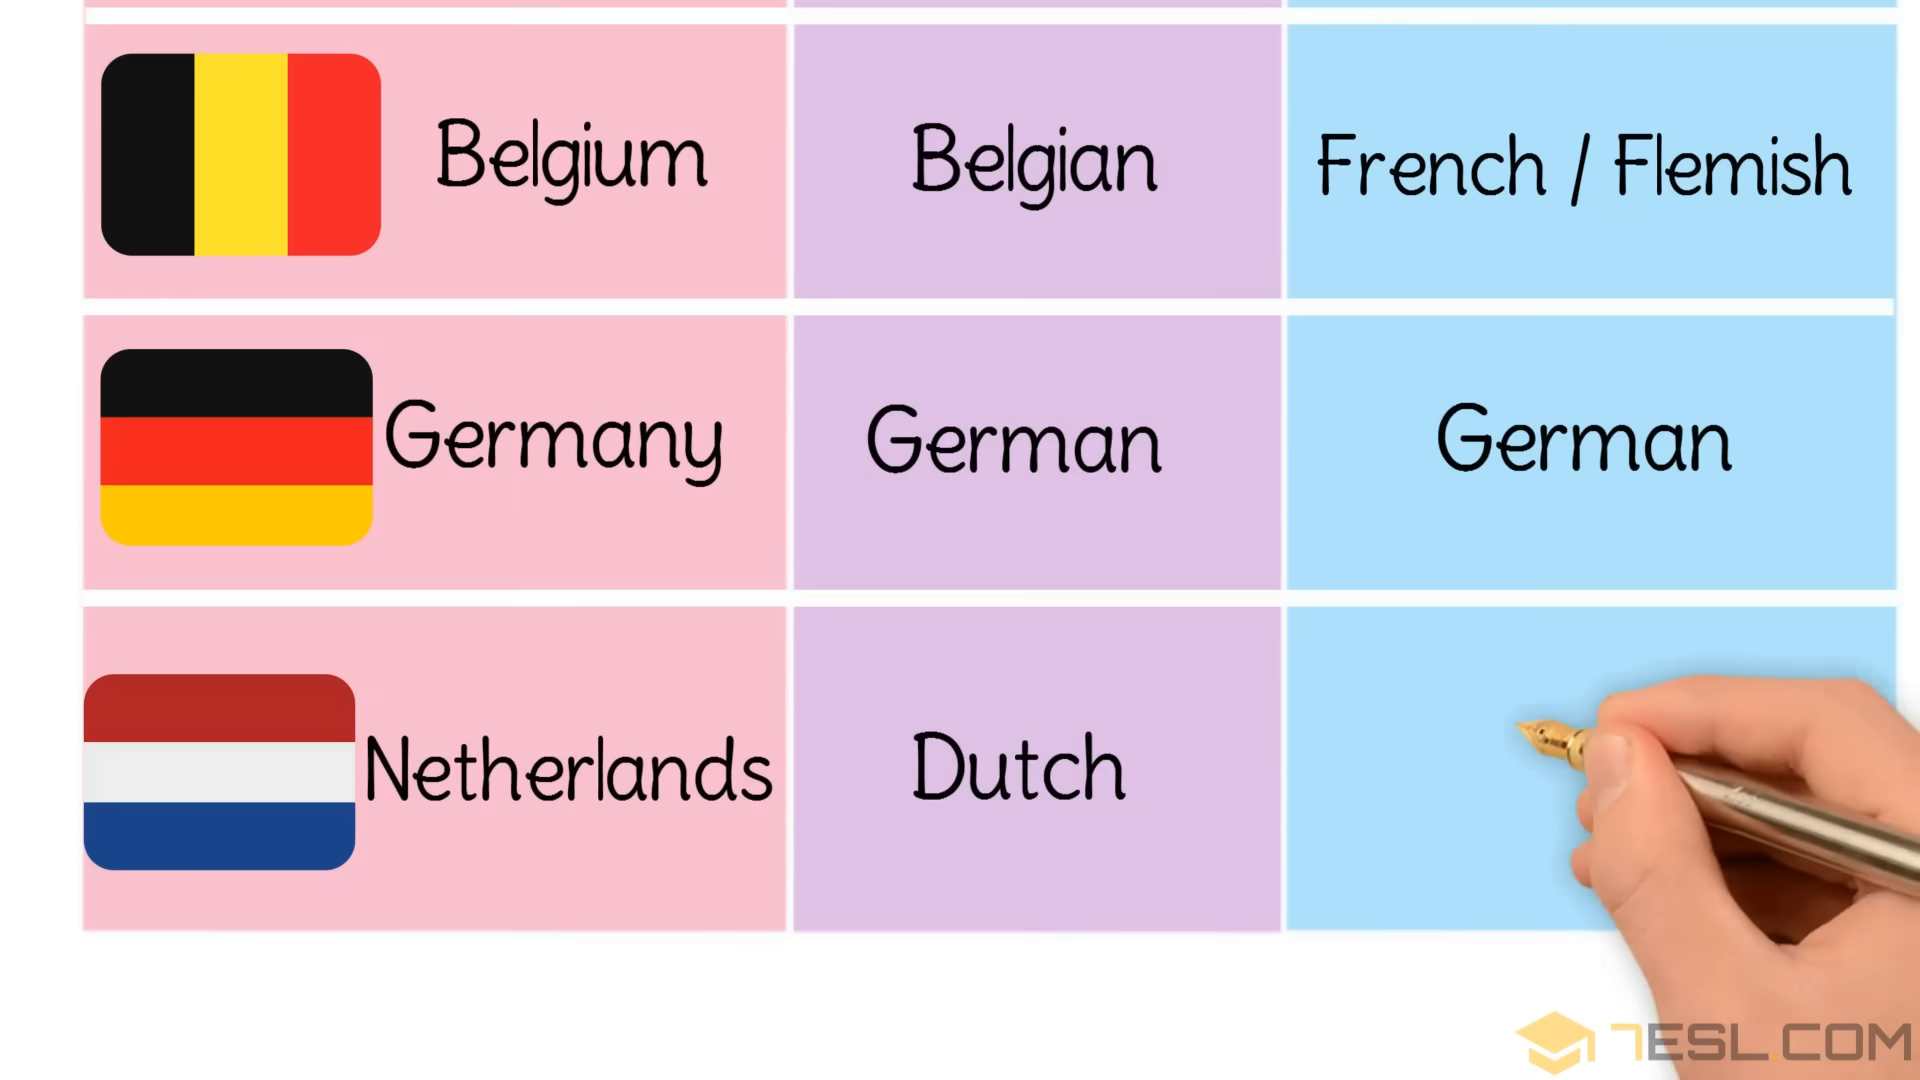 Belgium Belgian French / Flemish
Germany German German
Netherlands Dutch
7ESL.COM